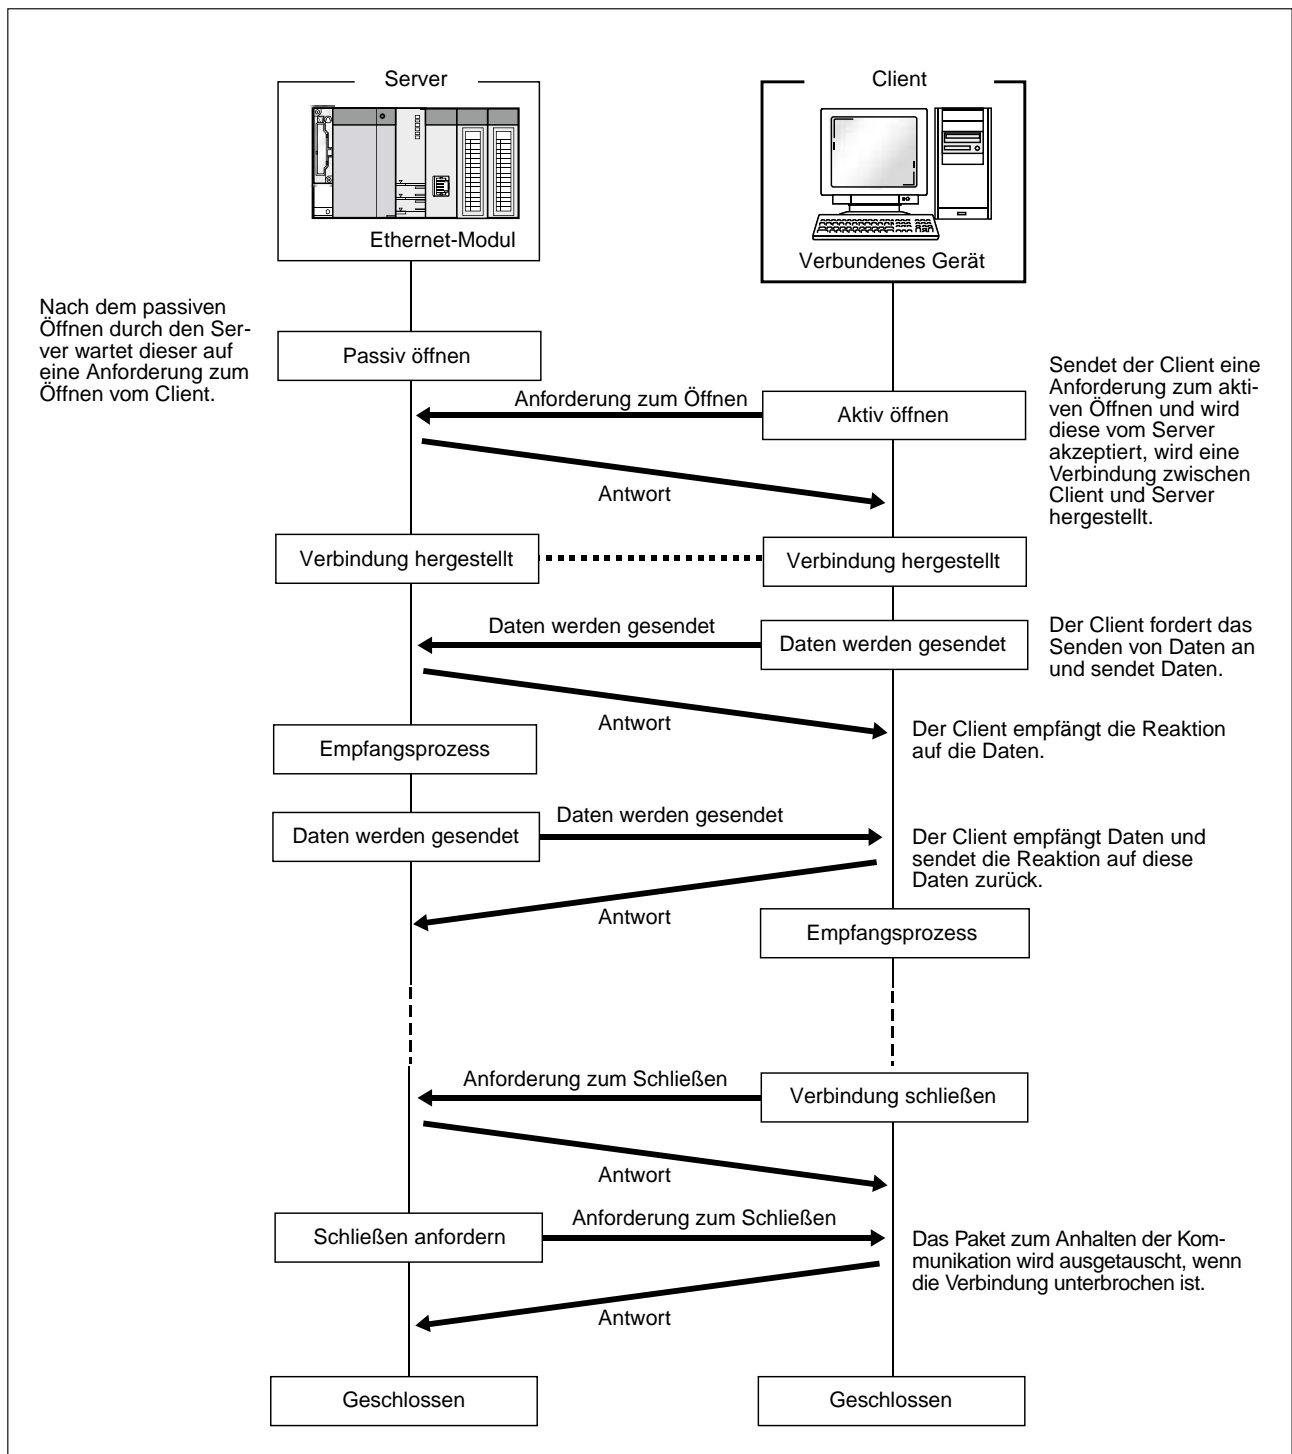 Server
Client
Ethernet-Modul
Verbundenes Gerät
Nach dem passiven
Öffnen durch den Ser-
ver wartet dieser auf
eine Anforderung zum
Öffnen vom Client.
Passiv öffnen
Anforderung zum Öffnen
Aktiv öffnen
Sendet der Client eine
Anforderung zum akti-
ven Öffnen und wird
diese vom Server
akzeptiert, wird eine
Verbindung zwischen
Client und Server
hergestellt.
Antwort
Verbindung hergestellt
Verbindung hergestellt
Daten werden gesendet
Daten werden gesendet
Der Client fordert das
Senden von Daten an
und sendet Daten.
Antwort
Der Client empfängt die Reaktion
auf die Daten.
Empfangsprozess
Daten werden gesendet
Daten werden gesendet
Der Client empfängt Daten und
sendet die Reaktion auf diese
Daten zurück.
Antwort
Empfangsprozess
Anforderung zum Schließen
Verbindung schließen
Antwort
Schließen anfordern
Anforderung zum Schließen
Das Paket zum Anhalten der Kom-
munikation wird ausgetauscht, wenn
die Verbindung unterbrochen ist.
Antwort
Geschlossen
Geschlossen